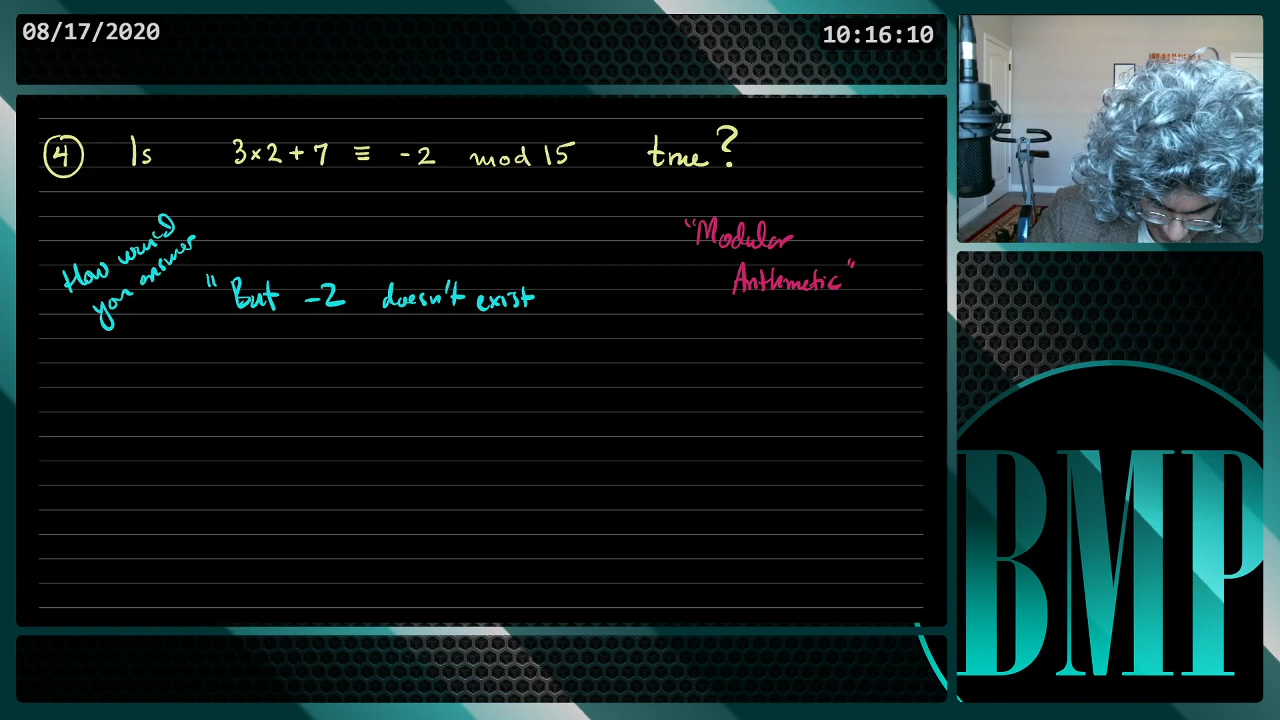 08/17/2020
10:16:10
④ Is 3×2+7 ≡ -2 mod 15 true?
"Modular
Arithmetic"
How would
you answer
"But -2 doesn't exist
BMP